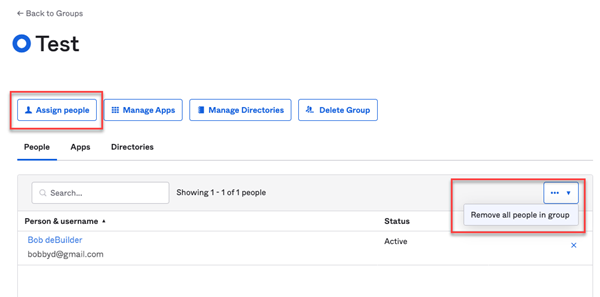 ← Back to Groups
Test
Assign people Manage Apps Manage Directories Delete Group
People Apps Directories
Search... Showing 1 - 1 of 1 people
Remove all people in group
Person & username Status
Bob deBuilder Active
bobbyd@gmail.com